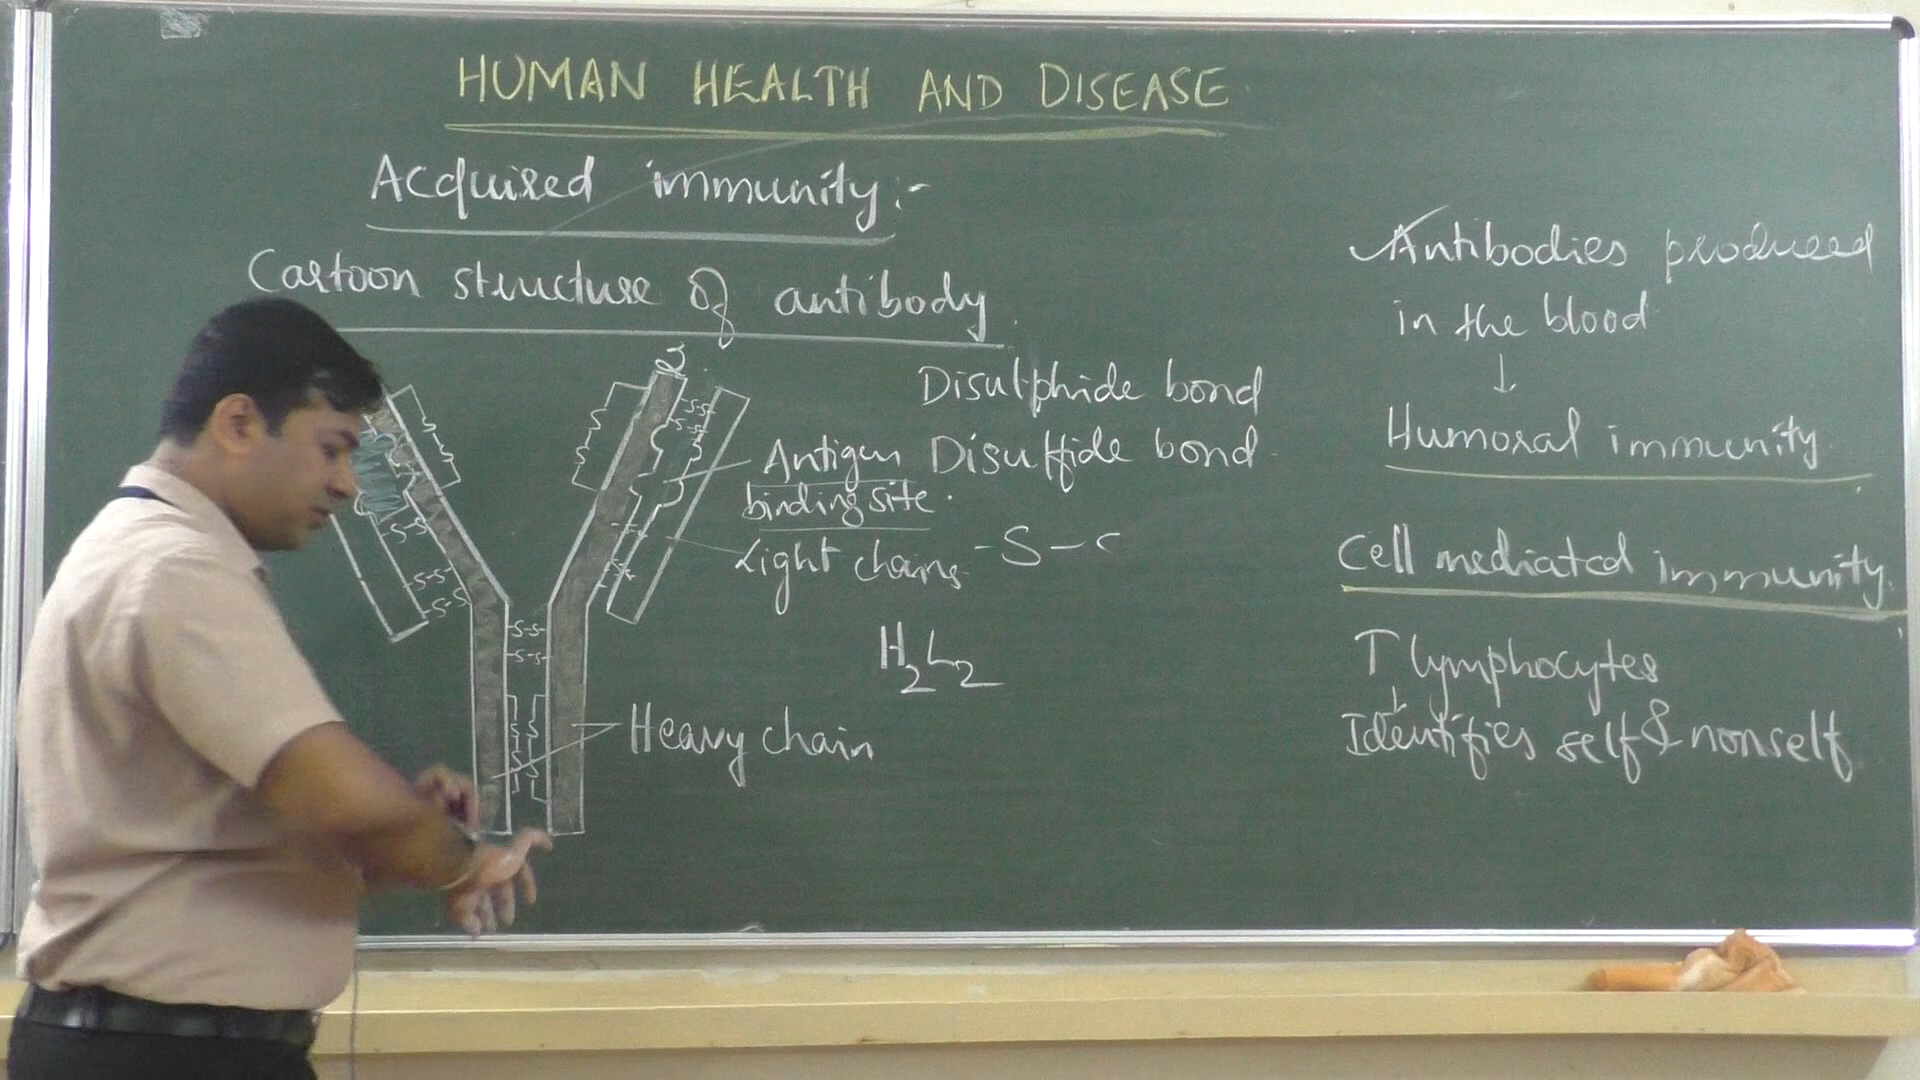 HUMAN HEALTH AND DISEASE
Acquired immunity:-
Cartoon structure of antibody
Disulphide bond
Disulfide bond
Antigen
binding site.
Light chains
-S-
H2L2
Heavy chain
S-S
S-S
S-S
S-S
S-S
S-S
S-S
Antibodies produced
in the blood
↓
Humoral immunity
Cell mediated immunity.
T lymphocytes
↓
Identifies self & nonself